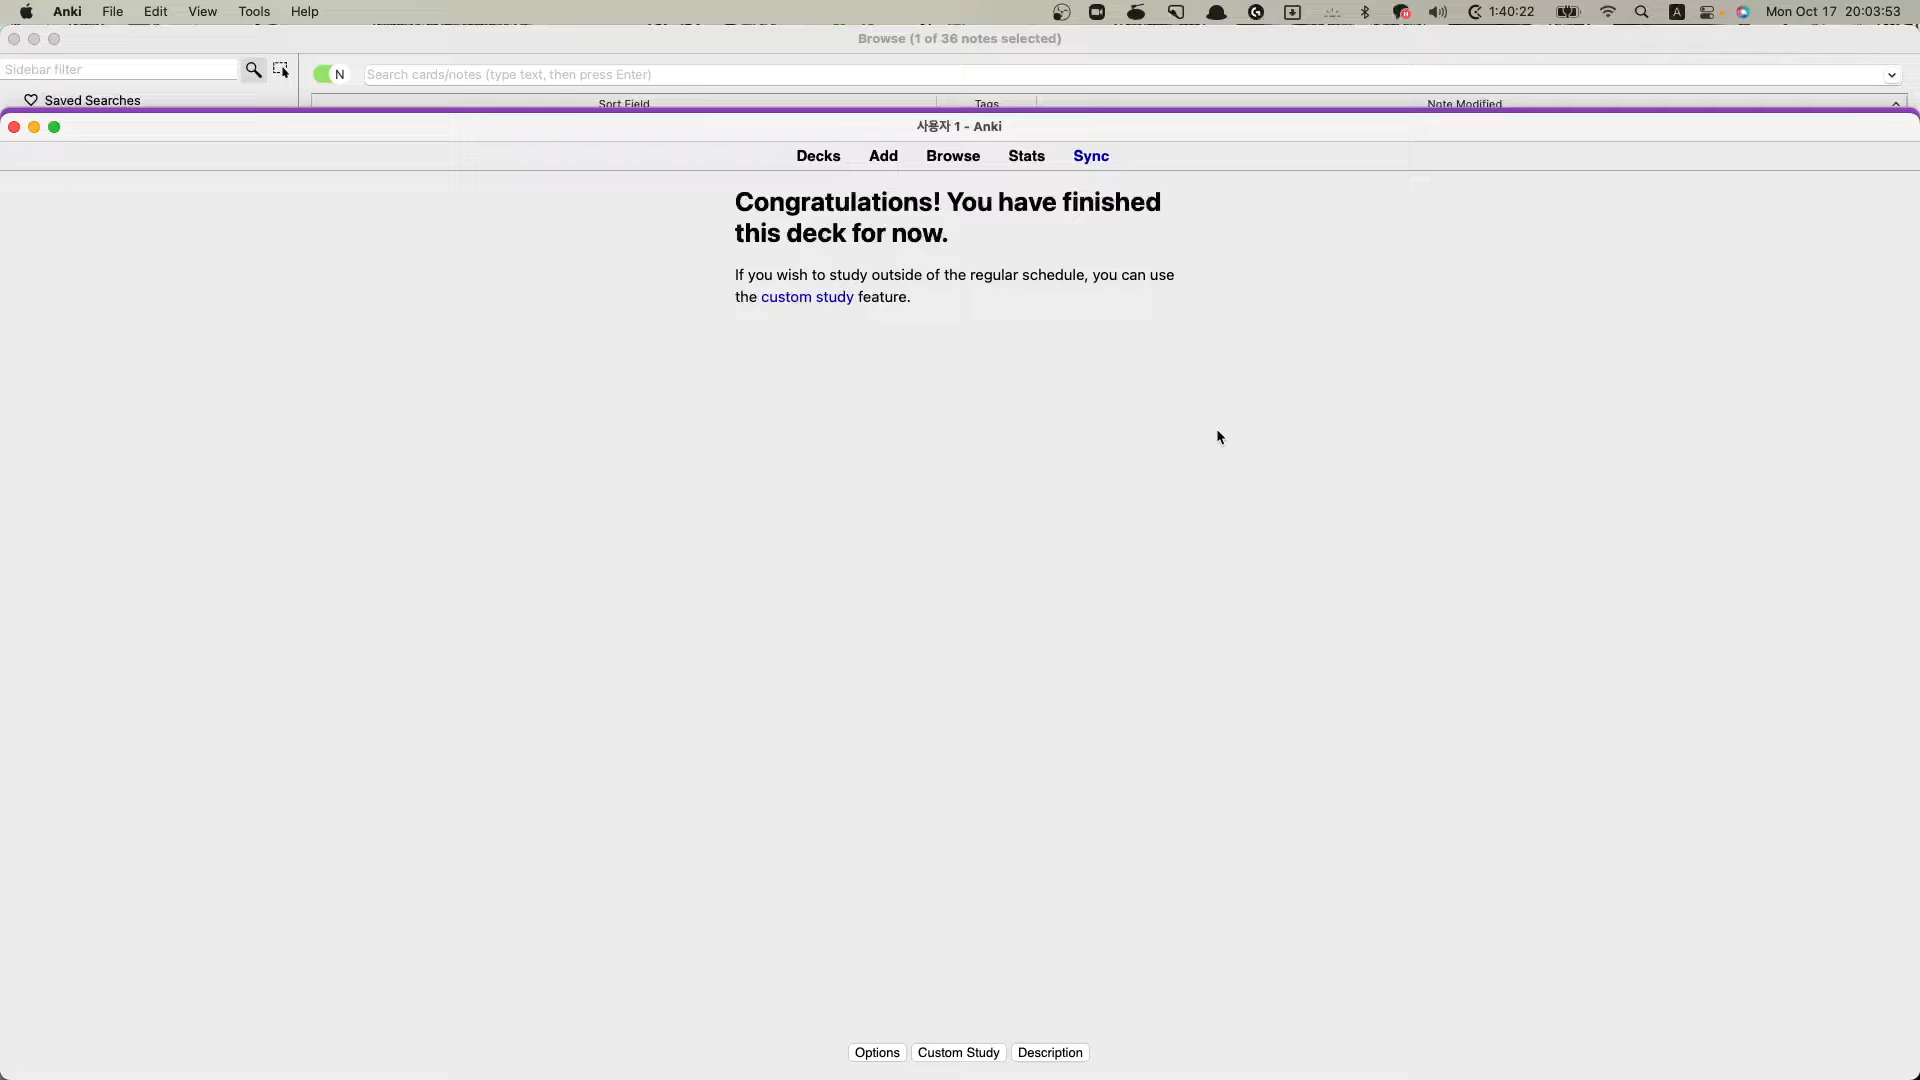 Anki File Edit View Tools Help 1:40:22 A Mon Oct 17 20:03:53
Browse (1 of 36 notes selected)
Sidebar filter N Search cards/notes (type text, then press Enter)
Saved Searches Sort Field Tags Note Modified
사용자 1 - Anki
Decks Add Browse Stats Sync
Congratulations! You have finished
this deck for now.
If you wish to study outside of the regular schedule, you can use
the custom study feature.
Options Custom Study Description